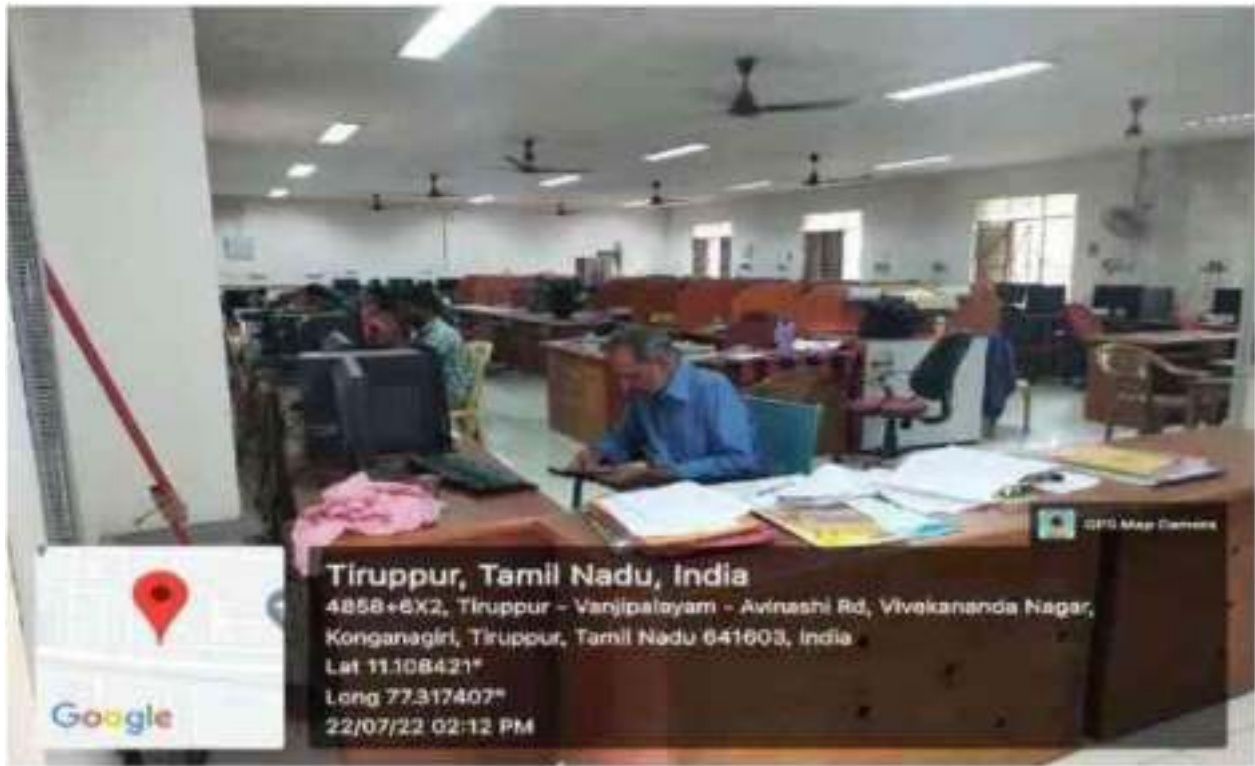 GPS Map Camera
Tiruppur, Tamil Nadu, India
4858+6X2, Tiruppur - Vanjipalayam - Avinashi Rd, Vivekananda Nagar,
Konganagiri, Tiruppur, Tamil Nadu 641603, India
Lat 11.108421°
Long 77.317407°
22/07/22 02:12 PM
Google